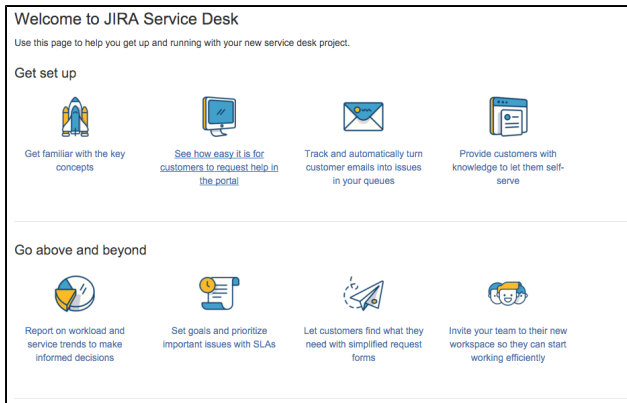 Welcome to JIRA Service Desk
Use this page to help you get up and running with your new service desk project.
Get set up
Get familiar with the key
concepts
See how easy it is for
customers to request help in
the portal
Track and automatically turn
customer emails into issues
in your queues
Provide customers with
knowledge to let them self-
serve
Go above and beyond
Report on workload and
service trends to make
informed decisions
Set goals and prioritize
important issues with SLAs
Let customers find what they
need with simplified request
forms
Invite your team to their new
workspace so they can start
working efficiently